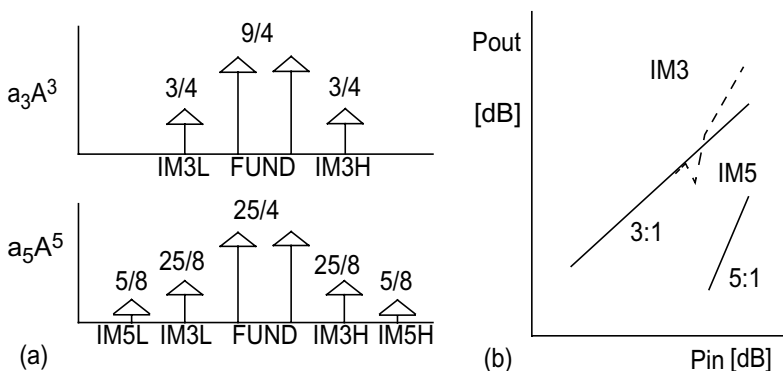 a₃A³
9/4
3/4
3/4
IM3L FUND IM3H
a₅A⁵
25/4
5/8 25/8 25/8 5/8
IM5L IM3L FUND IM3H IM5H
(a)
Pout
[dB]
IM3
IM5
3:1
5:1
(b)
Pin [dB]